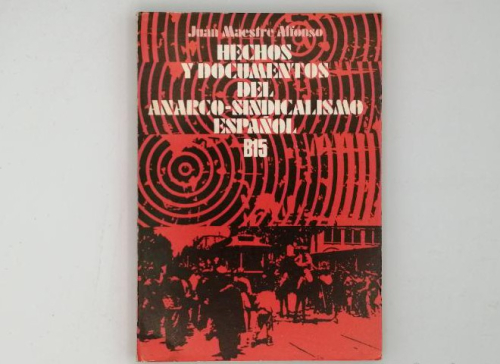 Juan Maestre Alfonso
HECHOS
Y DOCUMENTOS
DEL
ANARCO-SINDICALISMO
ESPAÑOL
B15